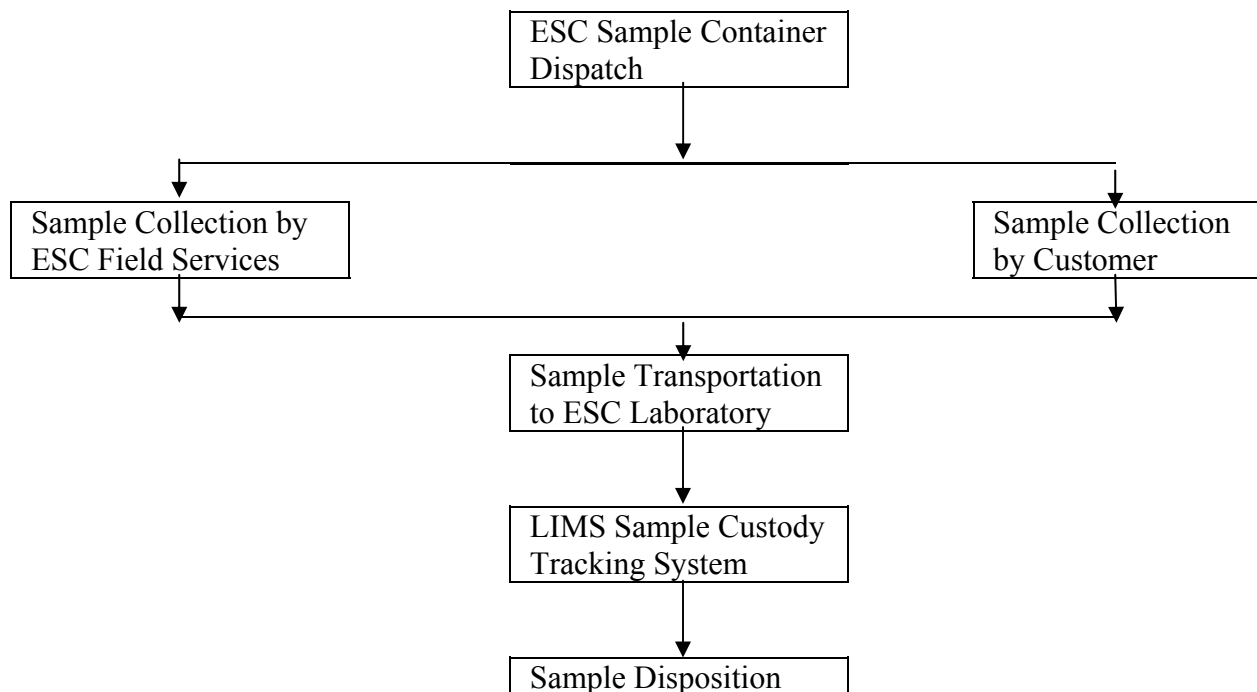 ESC Sample Container
Dispatch
Sample Collection by
ESC Field Services
Sample Collection
by Customer
Sample Transportation
to ESC Laboratory
LIMS Sample Custody
Tracking System
Sample Disposition